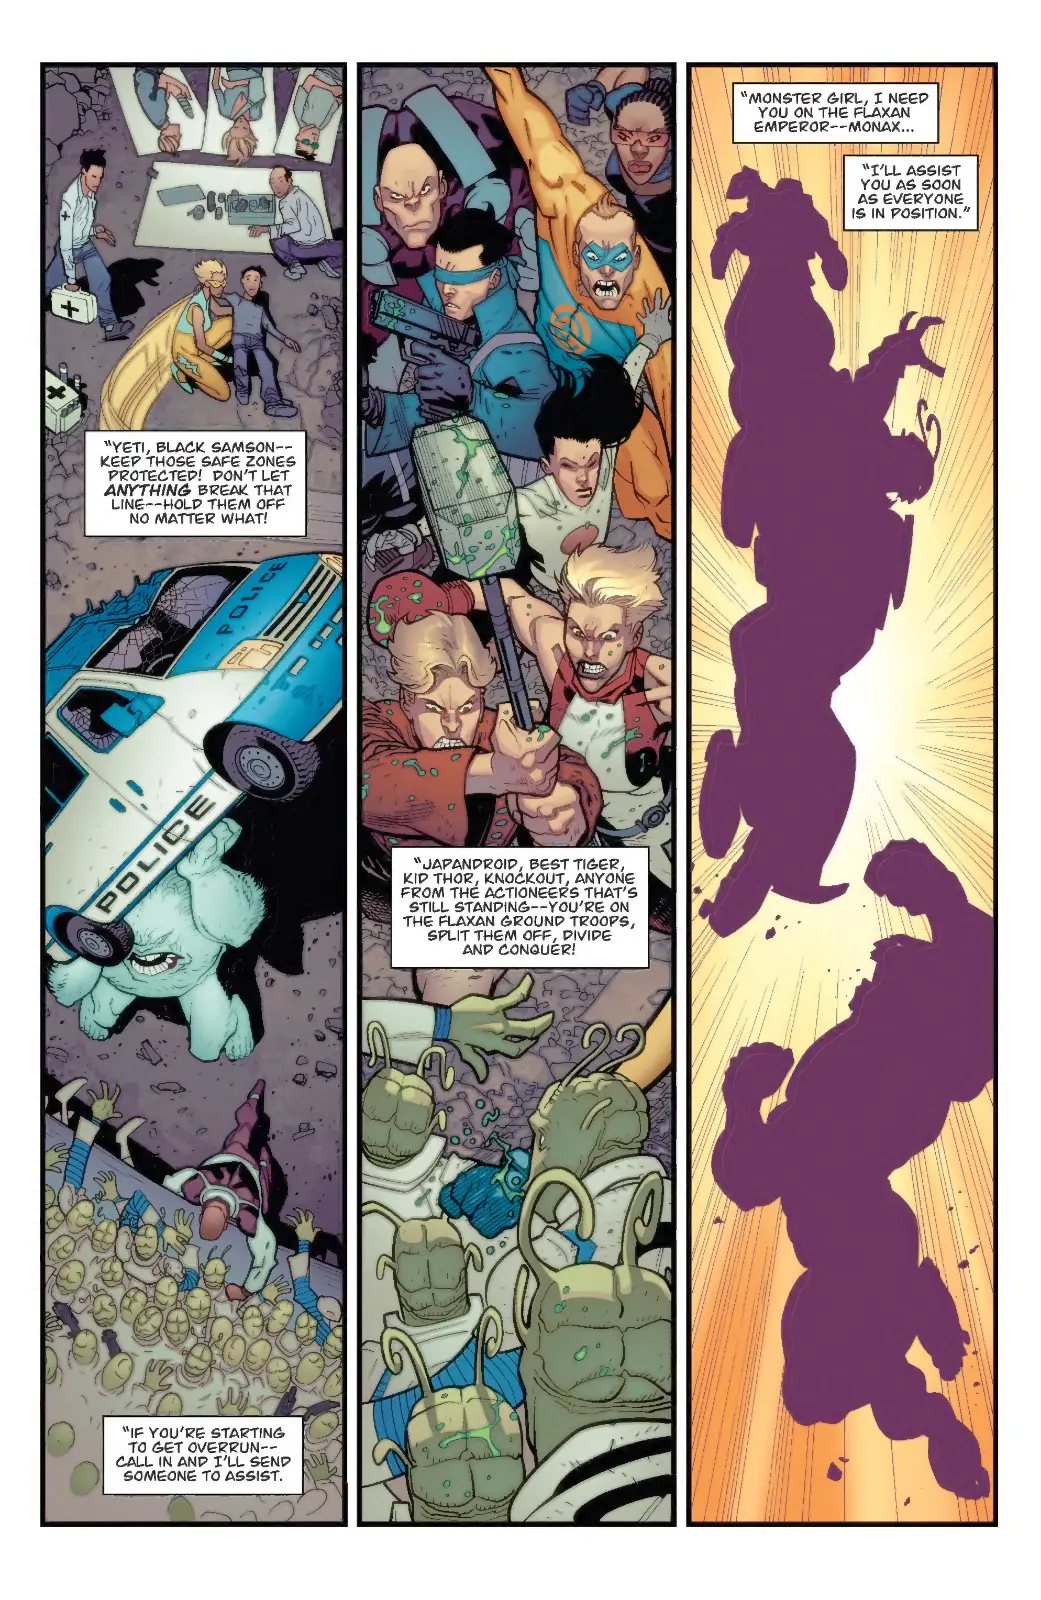 "YETI, BLACK SAMSON--
KEEP THOSE SAFE ZONES
PROTECTED! DON'T LET
ANYTHING BREAK THAT
LINE--HOLD THEM OFF
NO MATTER WHAT!
POLICE
POLICE
"IF YOU'RE STARTING
TO GET OVERRUN--
CALL IN AND I'LL SEND
SOMEONE TO ASSIST.
"JAPANDROID, BEST TIGER,
KID THOR, KNOCKOUT, ANYONE
FROM THE ACTIONEERS THAT'S
STILL STANDING--YOU'RE ON
THE FLAXAN GROUND TROOPS,
SPLIT THEM OFF, DIVIDE
AND CONQUER!
"MONSTER GIRL, I NEED
YOU ON THE FLAXAN
EMPEROR--MONAX...
"I'LL ASSIST
YOU AS SOON
AS EVERYONE
IS IN POSITION."